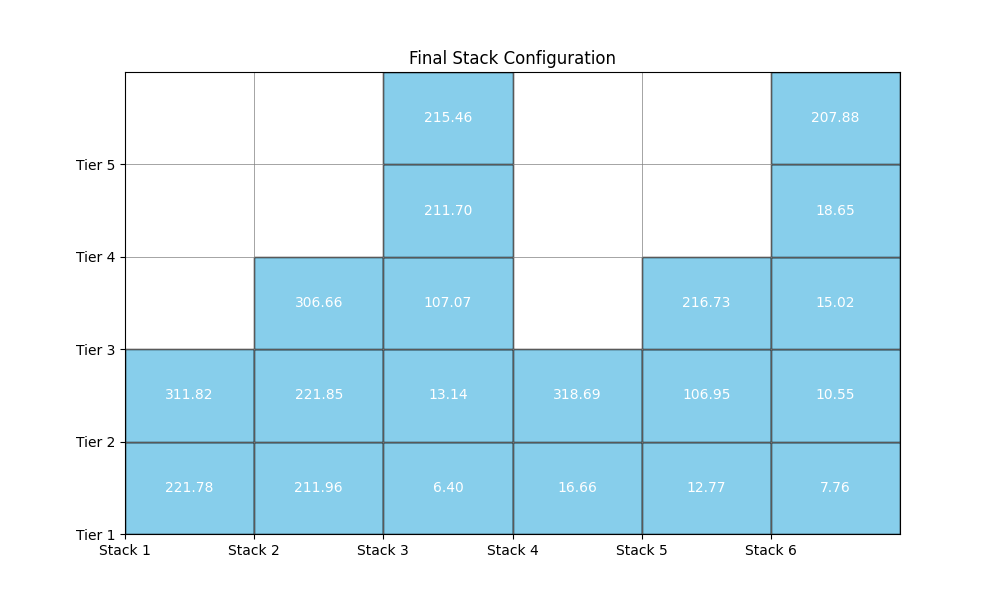 Final Stack Configuration
215.46 207.88
Tier 5
211.70 18.65
Tier 4
306.66 107.07 216.73 15.02
Tier 3
311.82 221.85 13.14 318.69 106.95 10.55
Tier 2
221.78 211.96 6.40 16.66 12.77 7.76
Tier 1
Stack 1 Stack 2 Stack 3 Stack 4 Stack 5 Stack 6